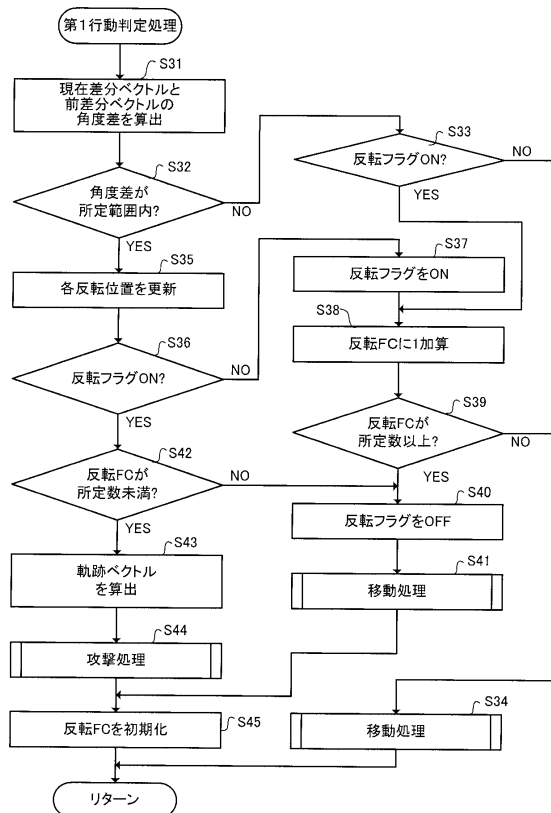 第1行動判定処理
S31
現在差分ベクトルと
前差分ベクトルの
角度差を算出
S32
角度差が
所定範囲内?
NO
YES
S33
反転フラグON?
NO
YES
S35
各反転位置を更新
S37
反転フラグをON
S36
反転フラグON?
NO
YES
S38
反転FCに1加算
S39
反転FCが
所定数以上?
NO
YES
S42
反転FCが
所定数未満?
NO
YES
S40
反転フラグをOFF
S43
軌跡ベクトル
を算出
S41
移動処理
S44
攻撃処理
S45
反転FCを初期化
S34
移動処理
リターン